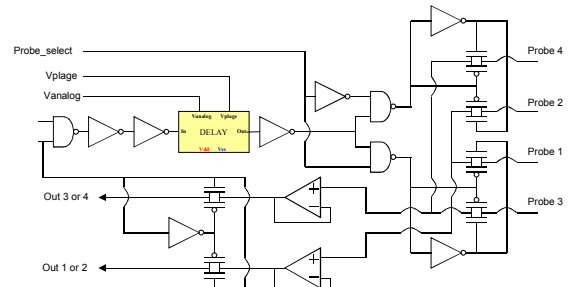 Probe_select
Probe 4
Vplage
Vanalog
Probe 2
Vanalog Vplage
In DELAY Out
Vdd Vss
Probe 1
Out 3 or 4
Probe 3
Out 1 or 2